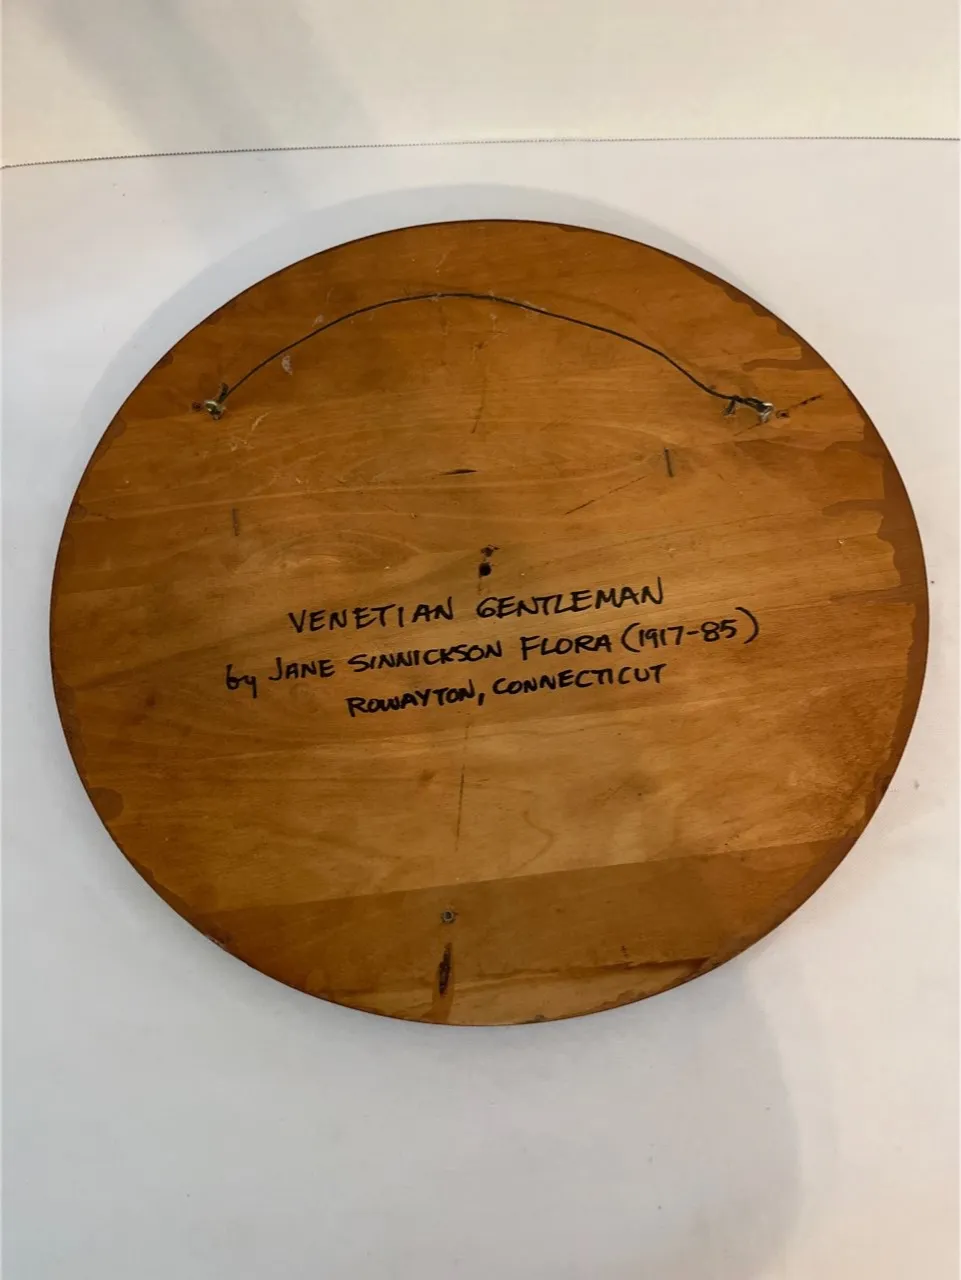 VENETIAN GENTLEMAN
by JANE SINNICKSON FLORA (1917-85)
ROWAYTON, CONNECTICUT